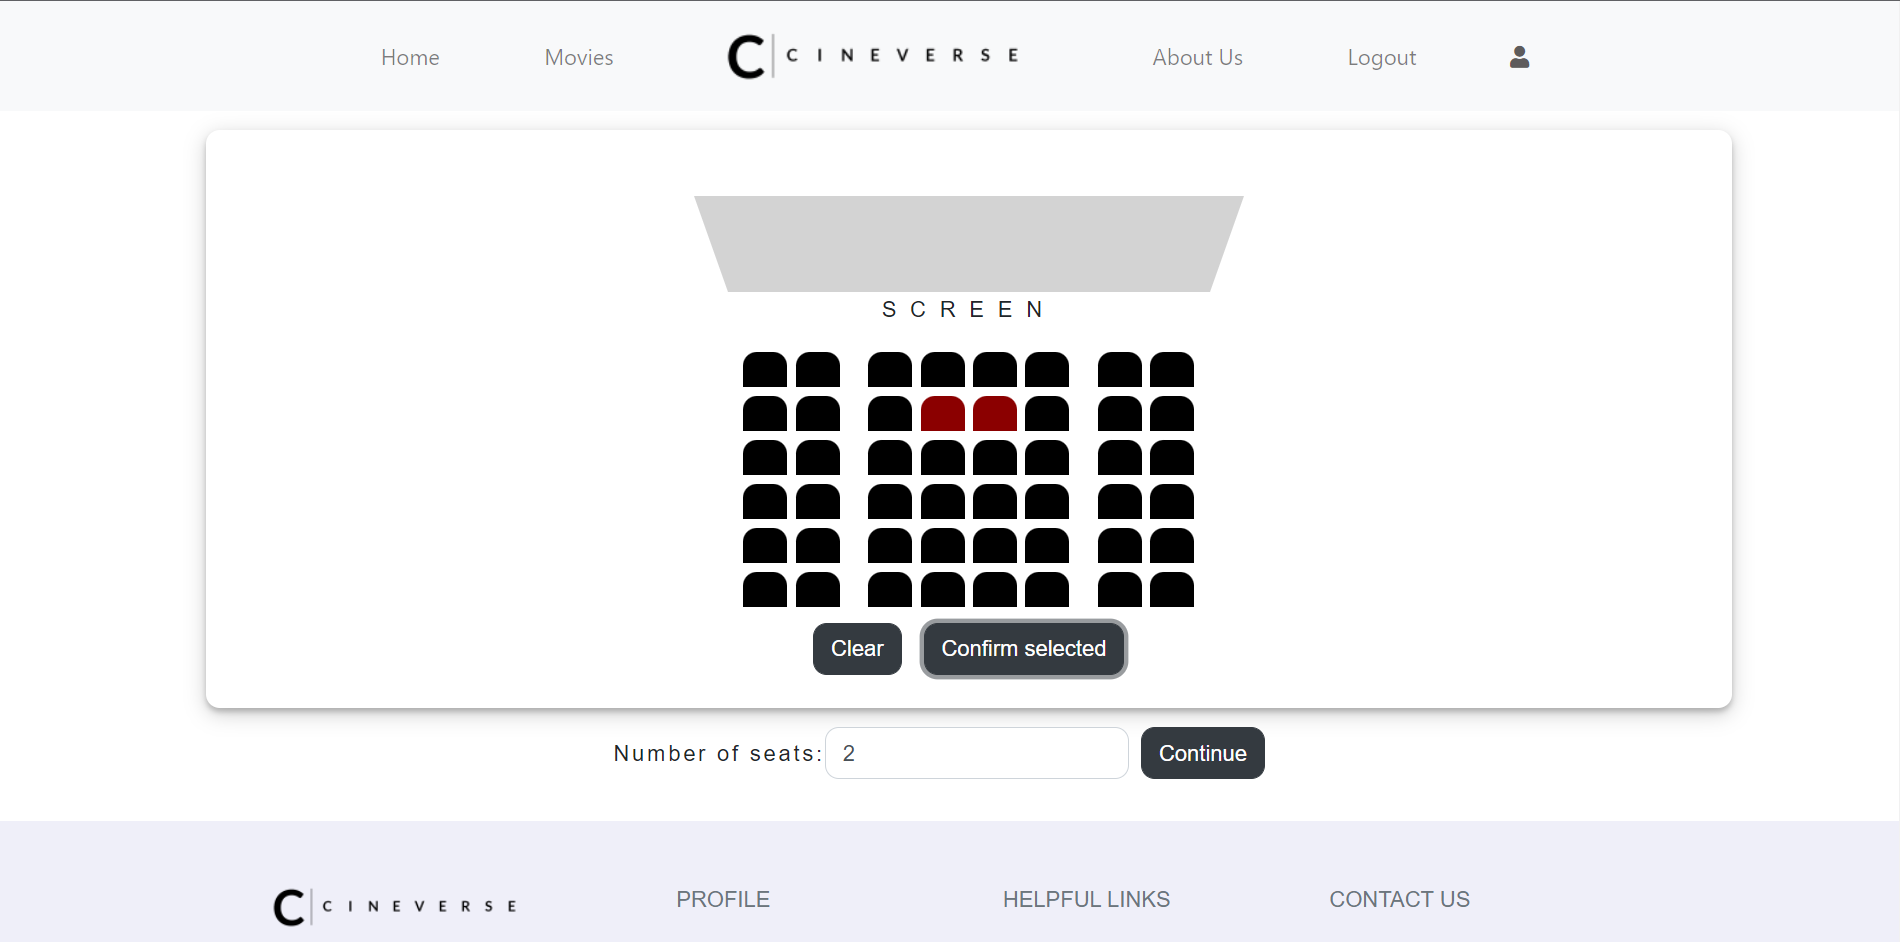 Home Movies C CINEVERSE About Us Logout
SCREEN
Clear Confirm selected
Number of seats: 2 Continue
C CINEVERSE PROFILE HELPFUL LINKS CONTACT US